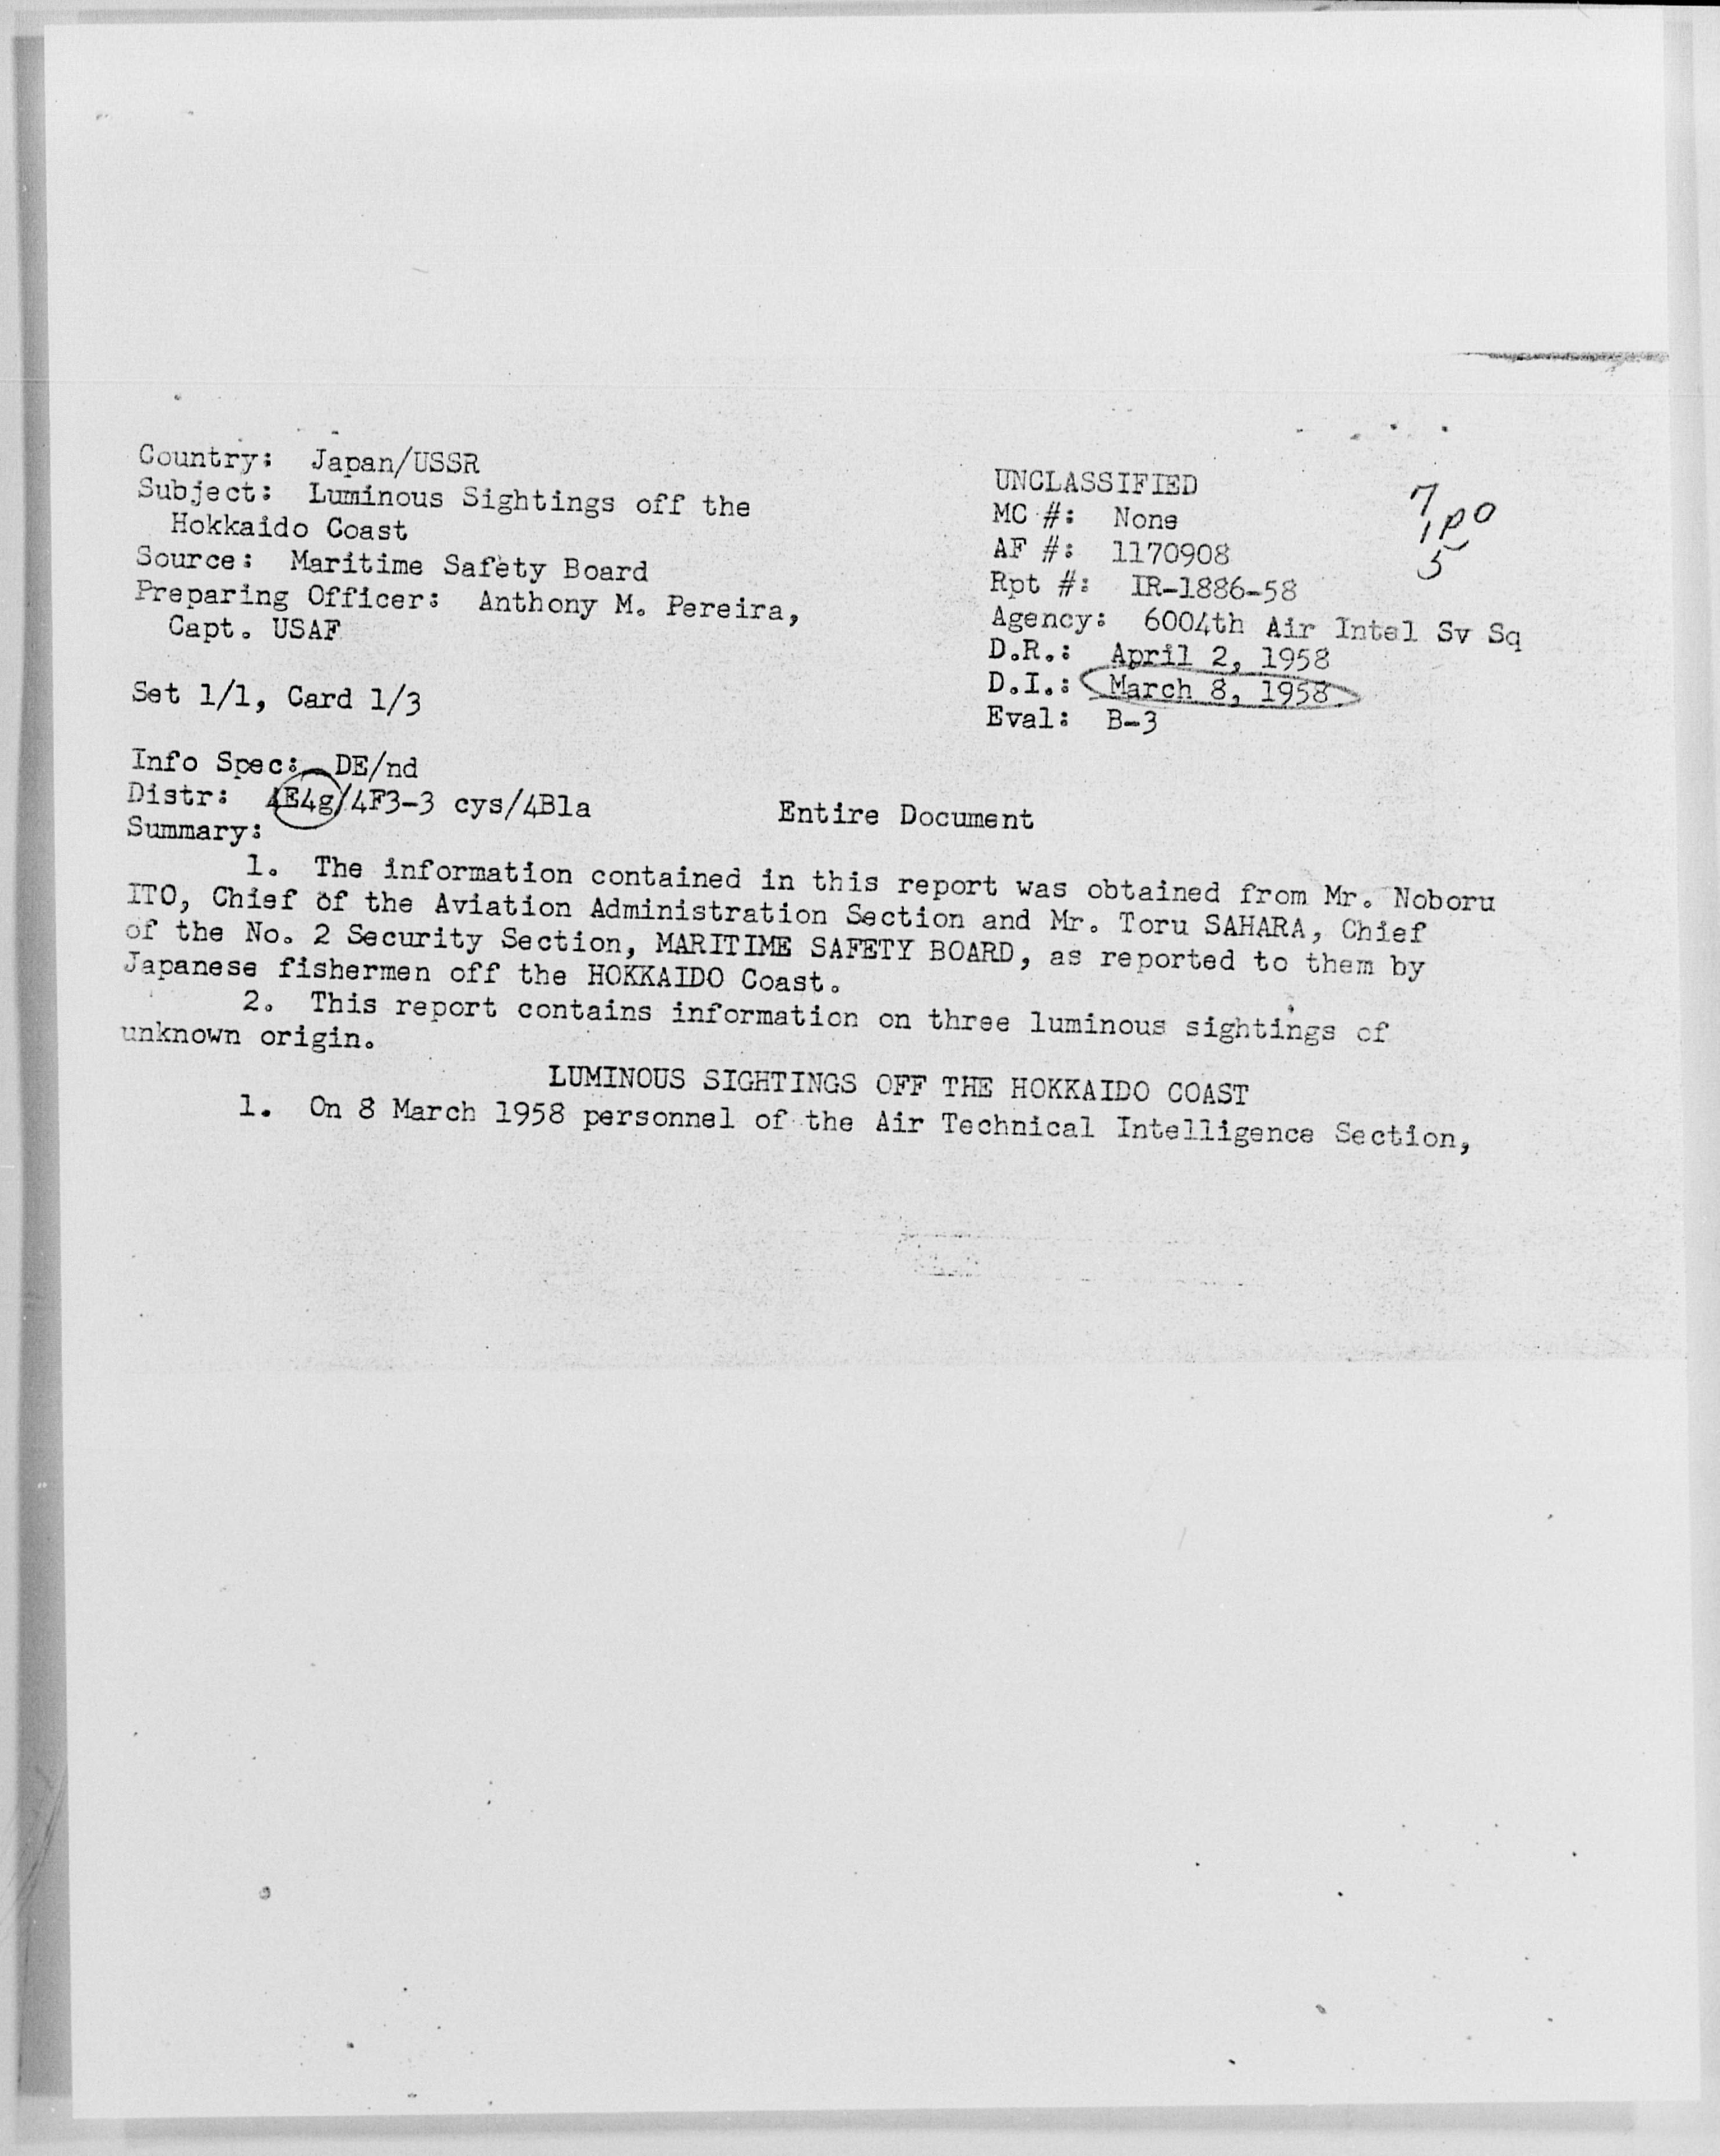 Country: Japan/USSR
Subject: Luminous Sightings off the
Hokkaido Coast
Source: Maritime Safety Board
Preparing Officer: Anthony M. Pereira,
Capt. USAF
Set 1/1, Card 1/3
UNCLASSIFIED
MC #: None
AF #: 1170908
Rpt #: IR-1886-58
Agency: 6004th Air Intel Sv Sq
D.R.: April 2, 1958
D.I.: March 8, 1958
Eval: B-3
Info Spec: DE/nd
Distr: 4E4g/4F3-3 cys/4B1a
Entire Document
Summary:
1. The information contained in this report was obtained from Mr. Noboru
ITO, Chief of the Aviation Administration Section and Mr. Toru SAHARA, Chief
of the No. 2 Security Section, MARITIME SAFETY BOARD, as reported to them by
Japanese fishermen off the HOKKAIDO Coast.
2. This report contains information on three luminous sightings of
unknown origin.
LUMINOUS SIGHTINGS OFF THE HOKKAIDO COAST
1. On 8 March 1958 personnel of the Air Technical Intelligence Section,